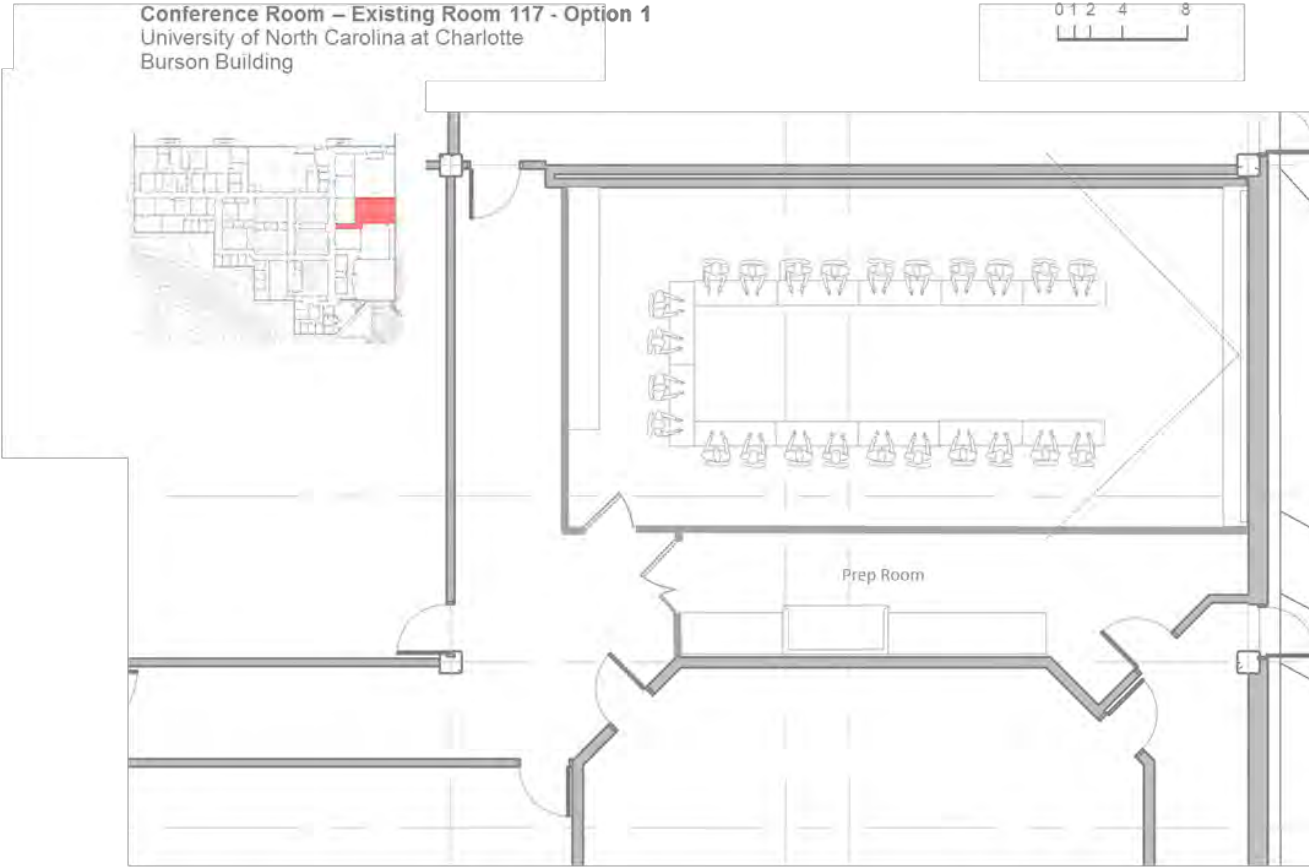 Conference Room – Existing Room 117 - Option 1
University of North Carolina at Charlotte
Burson Building
0 1 2 4 8
Prep Room